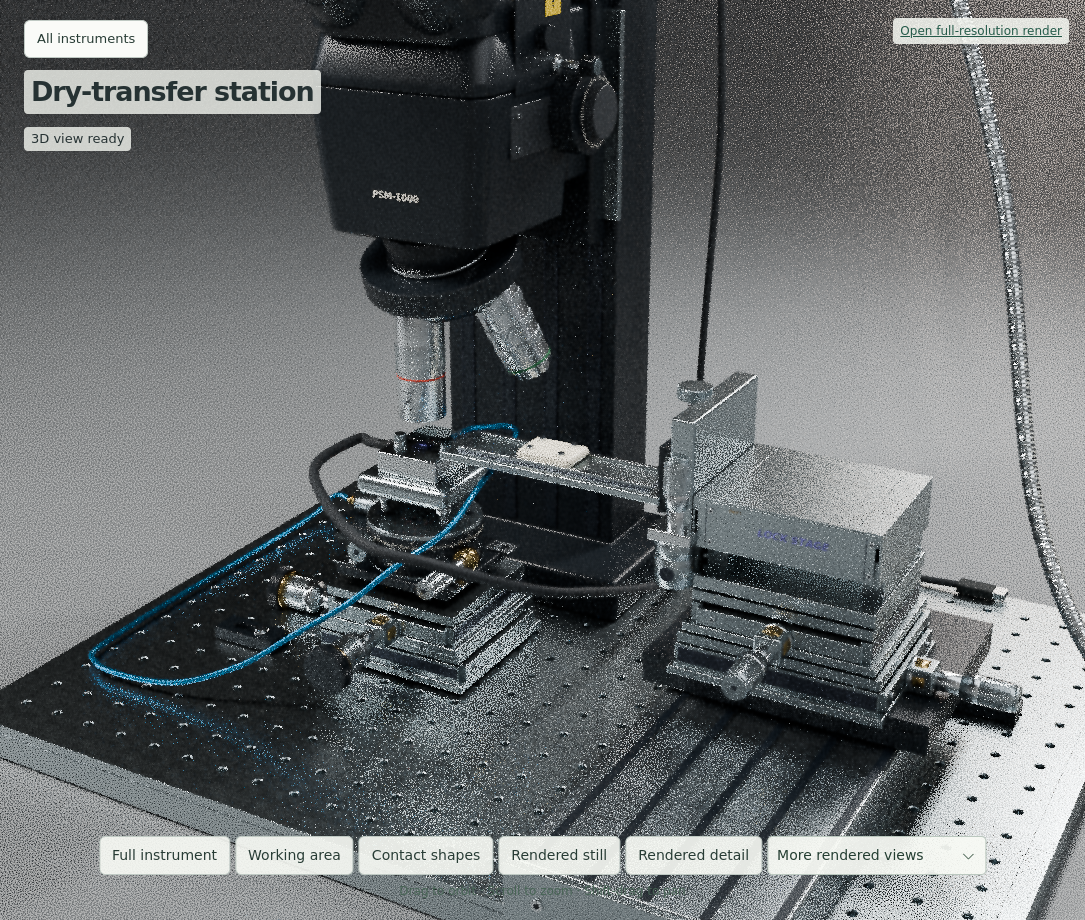 All instruments
Open full-resolution render
Dry-transfer station
3D view ready
PSM-1000
Full instrument
Working area
Contact shapes
Rendered still
Rendered detail
More rendered views